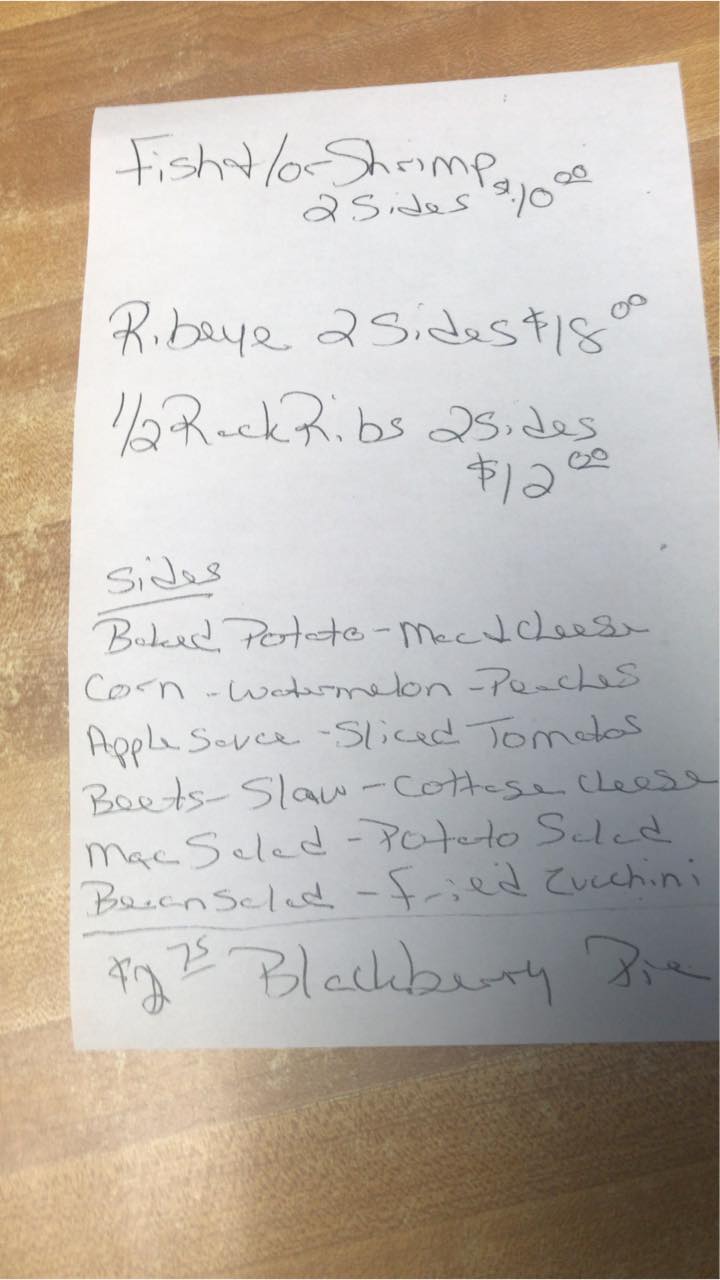 Fish &/or Shrimp
2 Sides $10.00
Ribeye 2 Sides $18.00
1/2 Rack Ribs 2 Sides
$12.00
Sides
Baked Potato - Mac & Cheese
Corn - Watermelon - Peaches
Apple Sauce - Sliced Tomatos
Beets - Slaw - Cottage Cheese
Mac Salad - Potato Salad
Bean Salad - Fried Zucchini
$2.75 Blackberry Pie